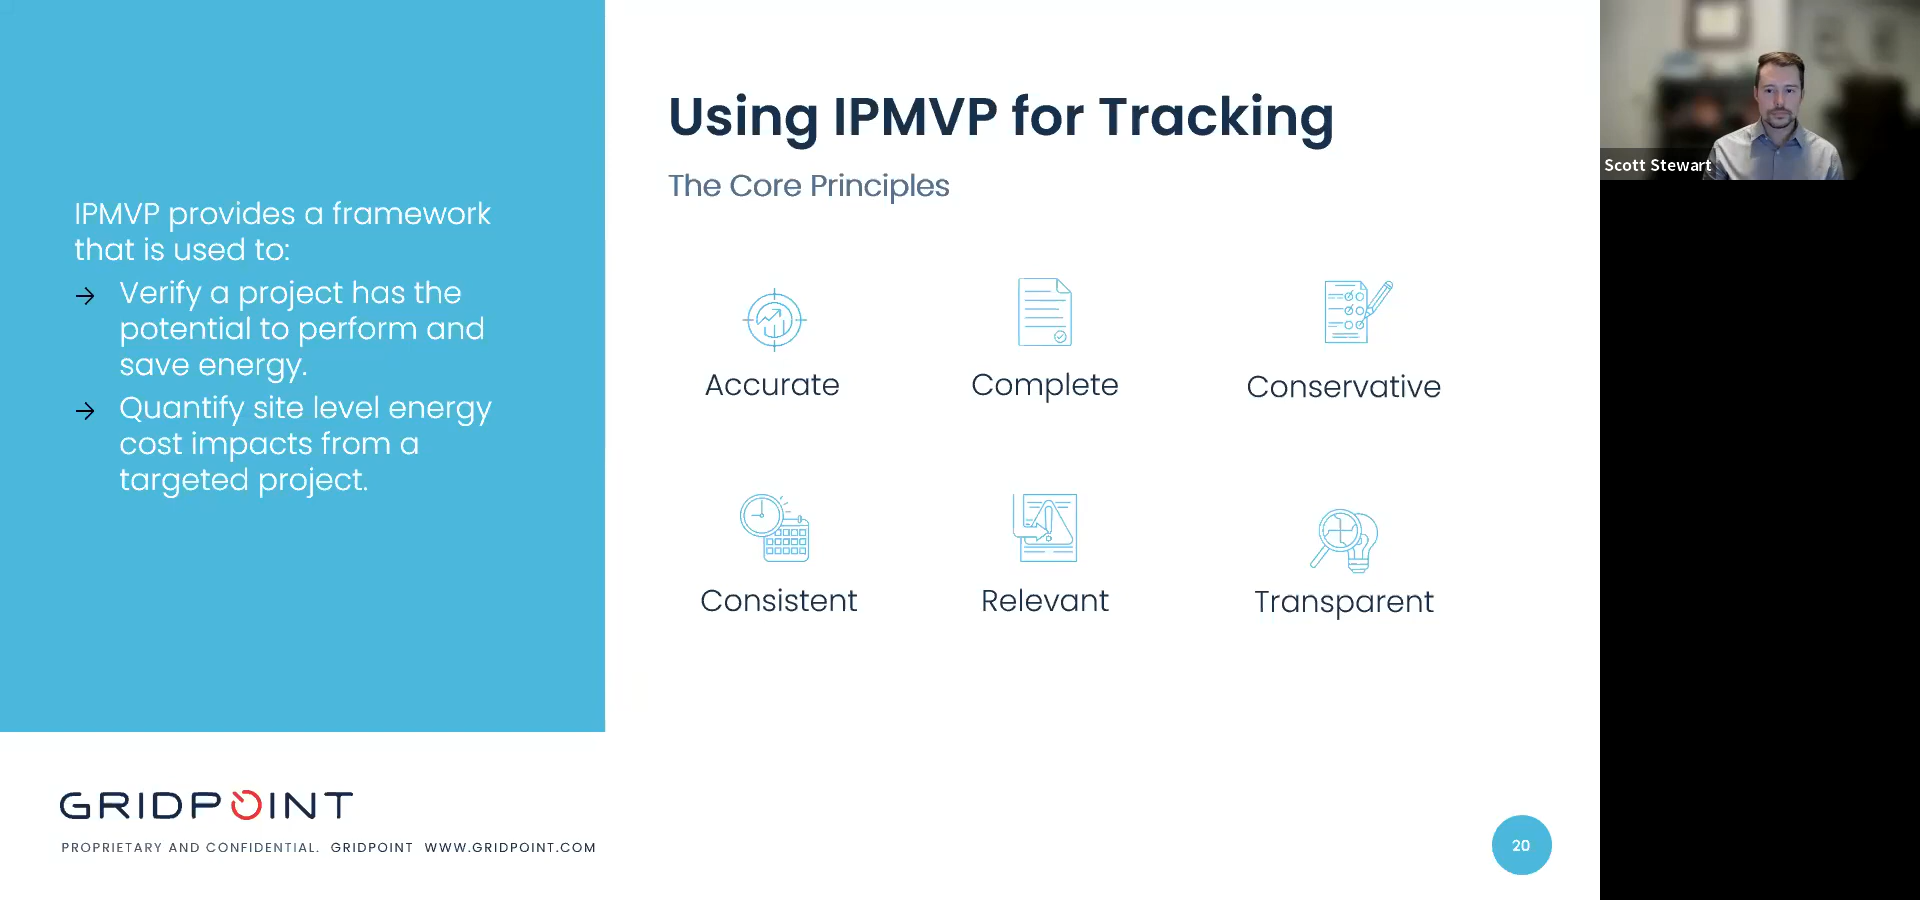 IPMVP provides a framework
that is used to:
→ Verify a project has the
potential to perform and
save energy.
→ Quantify site level energy
cost impacts from a
targeted project.
Using IPMVP for Tracking
The Core Principles
Accurate
Complete
Conservative
Consistent
Relevant
Transparent
GRIDPOINT
PROPRIETARY AND CONFIDENTIAL. GRIDPOINT WWW.GRIDPOINT.COM
20
Scott Stewart